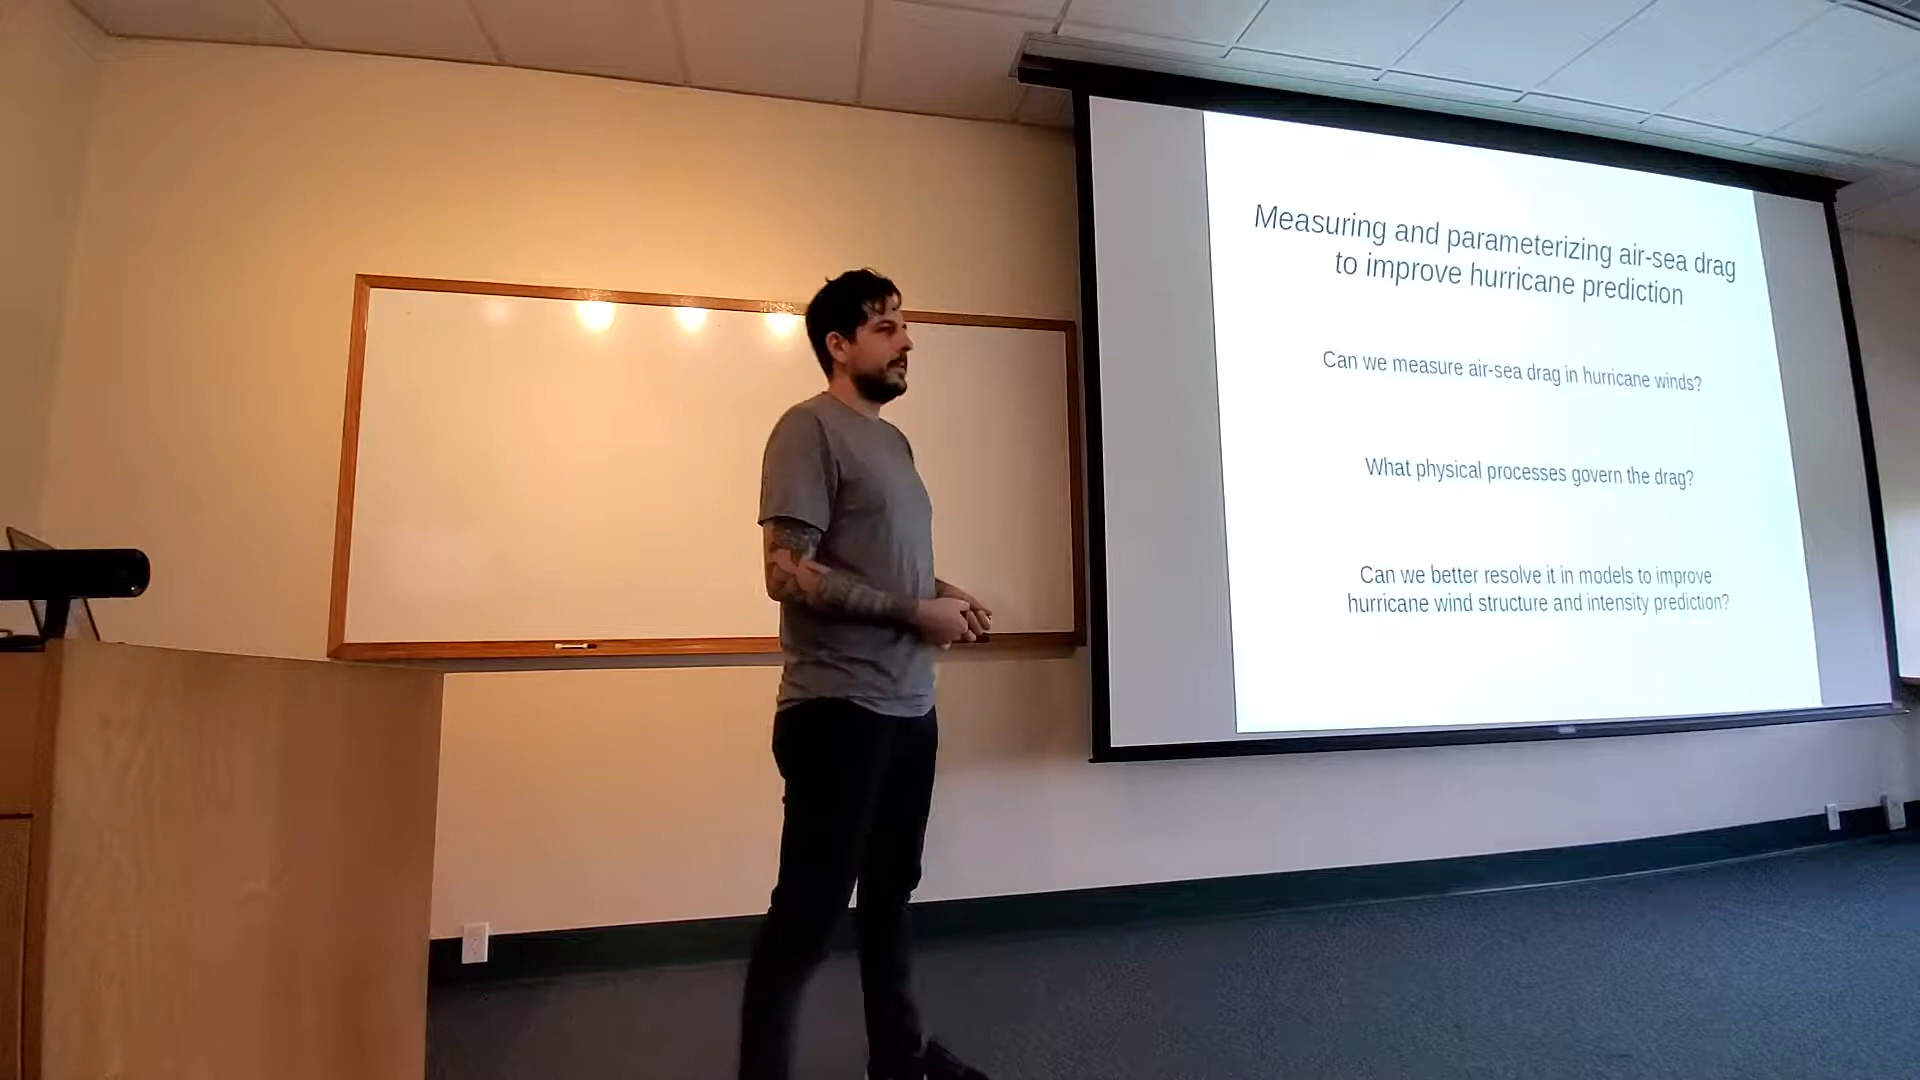 Measuring and parameterizing air-sea drag
to improve hurricane prediction
Can we measure air-sea drag in hurricane winds?
What physical processes govern the drag?
Can we better resolve it in models to improve
hurricane wind structure and intensity prediction?